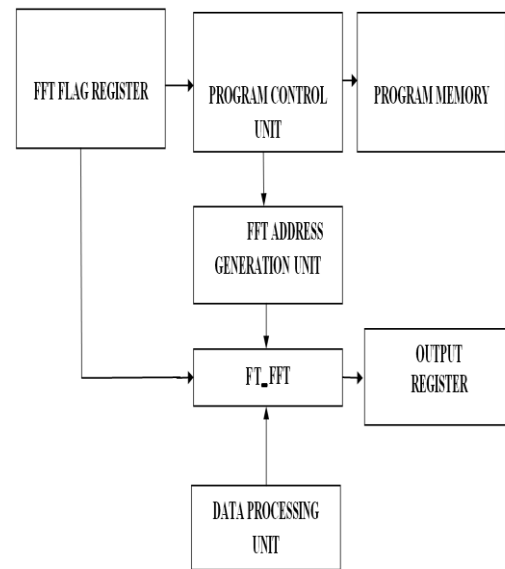 FFT FLAG REGISTER
PROGRAM CONTROL
UNIT
PROGRAM MEMORY
FFT ADDRESS
GENERATION UNIT
FT_FFT
OUTPUT
REGISTER
DATA PROCESSING
UNIT